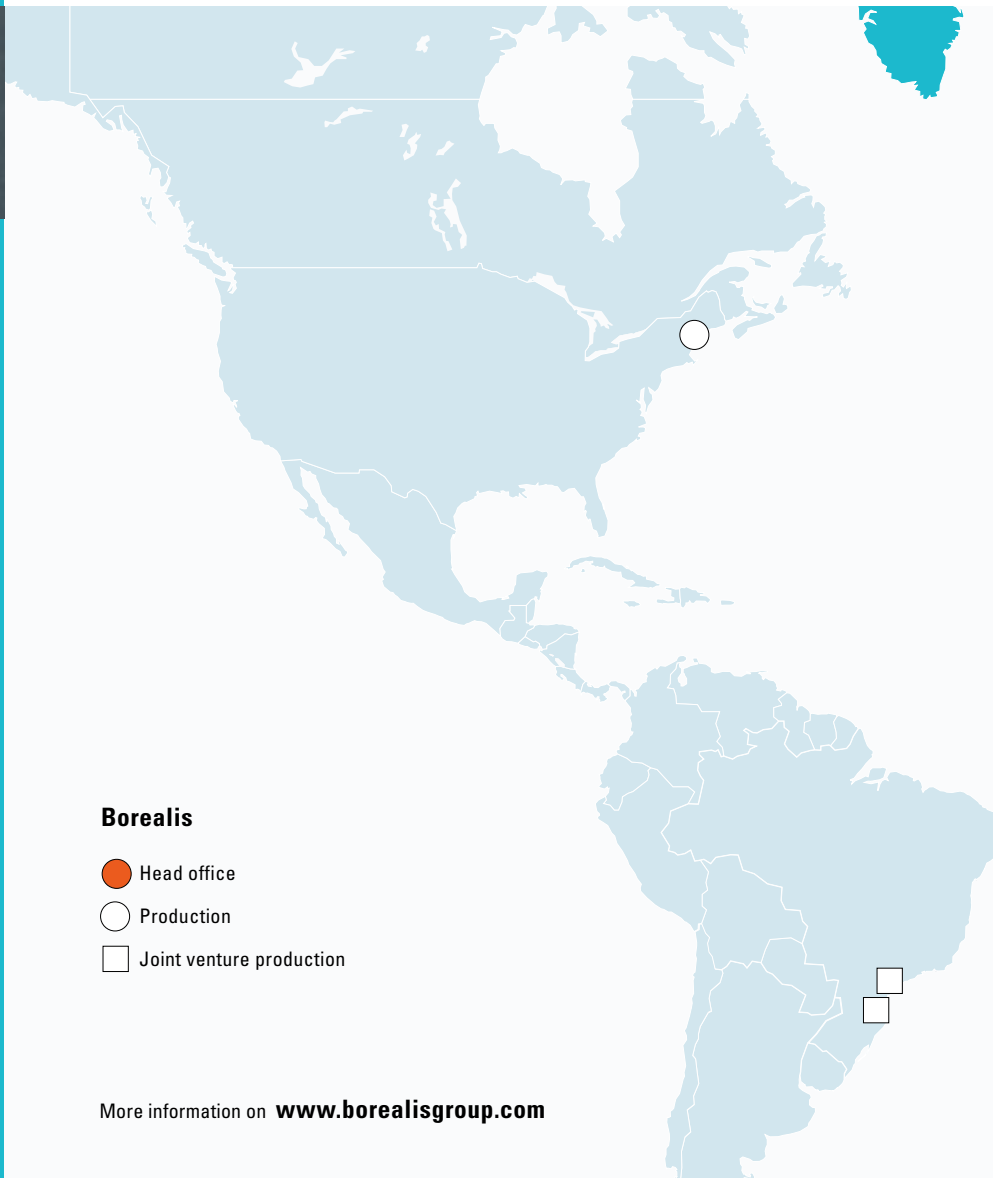 Borealis
Head office
Production
Joint venture production
More information on www.borealisgroup.com